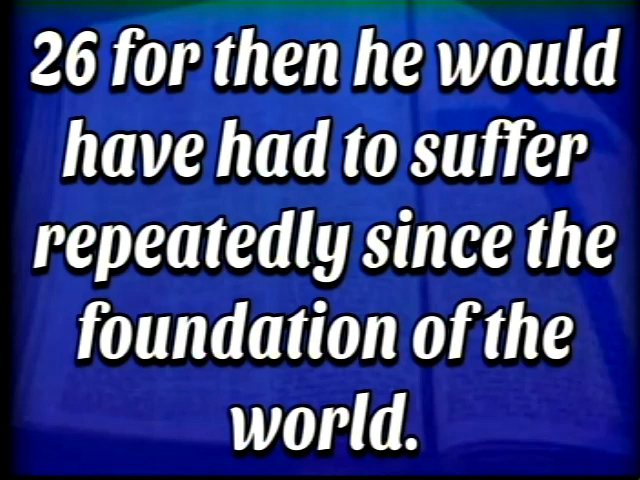 26 for then he would
have had to suffer
repeatedly since the
foundation of the
world.